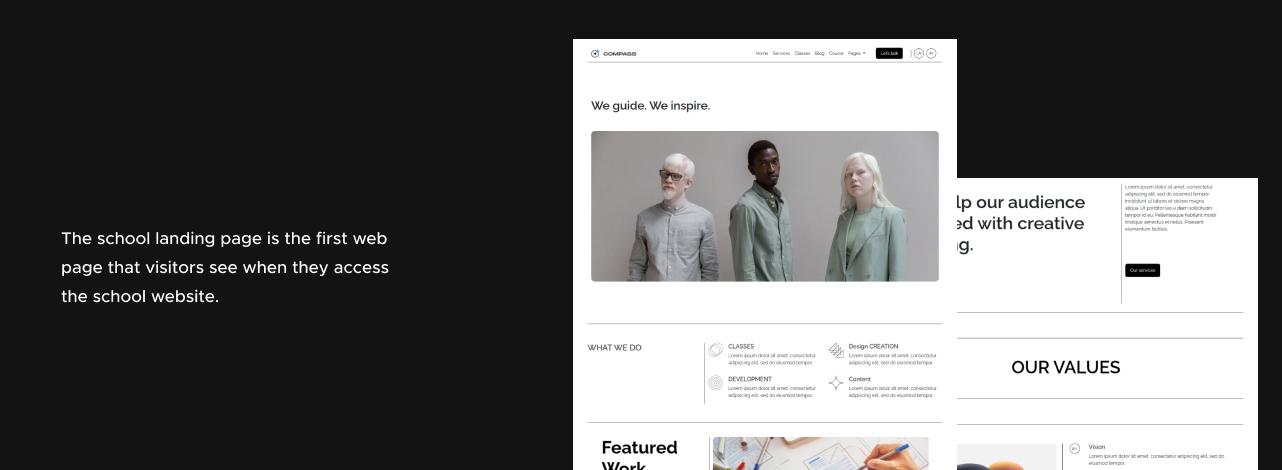 The school landing page is the first web
page that visitors see when they access
the school website.
COMPASS
Home Services Classes Blog Course Pages
Let's talk
LN
IN
We guide. We inspire.
WHAT WE DO
CLASSES
Lorem ipsum dolor sit amet, consectetur
adipiscing elit, sed do eiusmod tempor.
Design CREATION
Lorem ipsum dolor sit amet, consectetur
adipiscing elit, sed do eiusmod tempor.
DEVELOPMENT
Lorem ipsum dolor sit amet, consectetur
adipiscing elit, sed do eiusmod tempor.
Content
Lorem ipsum dolor sit amet, consectetur
adipiscing elit, sed do eiusmod tempor.
Featured
Work
lp our audience
ed with creative
ng.
Lorem ipsum dolor sit amet, consectetur
adipiscing elit, sed do eiusmod tempor
incididunt ut labore et dolore magna
aliqua. Ut porttitor leo a diam sollicitudin
tempor id eu. Pellentesque habitant morbi
tristique senectus et netus. Praesent
elementum facilisis.
Our services
OUR VALUES
Vision
Lorem ipsum dolor sit amet, consectetur adipiscing elit, sed do
eiusmod tempor.